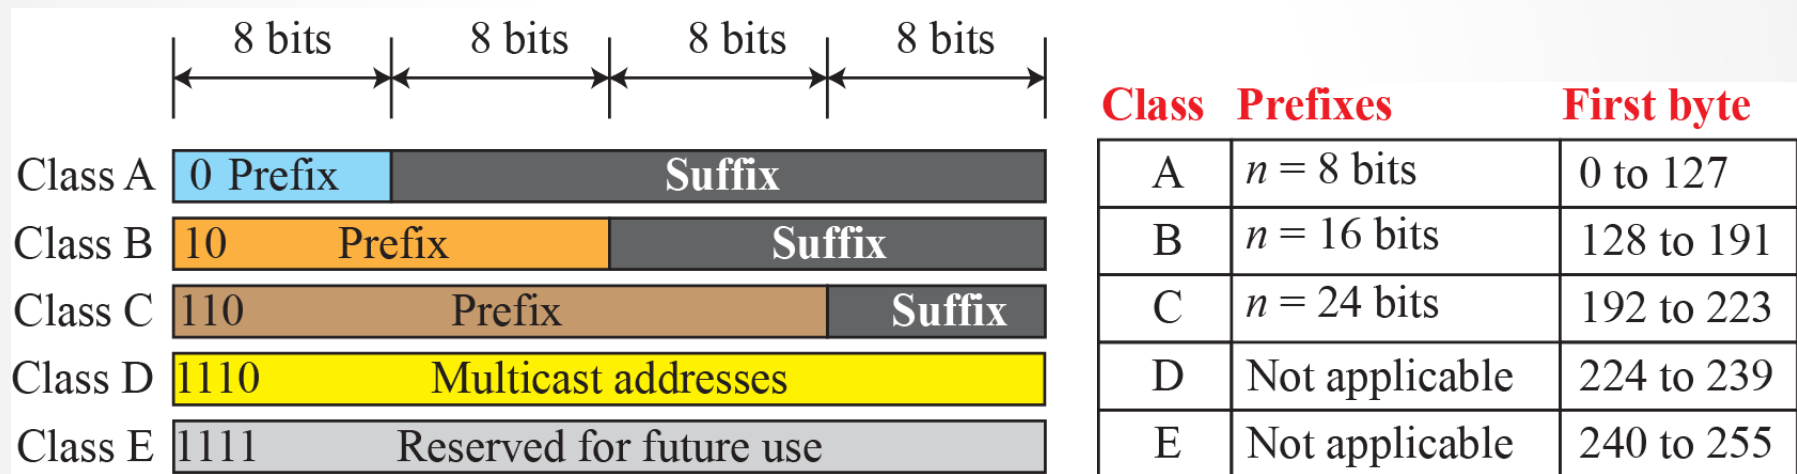 8 bits 8 bits 8 bits 8 bits
Class A 0 Prefix Suffix
Class B 10 Prefix Suffix
Class C 110 Prefix Suffix
Class D 1110 Multicast addresses
Class E 1111 Reserved for future use
Class Prefixes First byte
A n = 8 bits 0 to 127
B n = 16 bits 128 to 191
C n = 24 bits 192 to 223
D Not applicable 224 to 239
E Not applicable 240 to 255